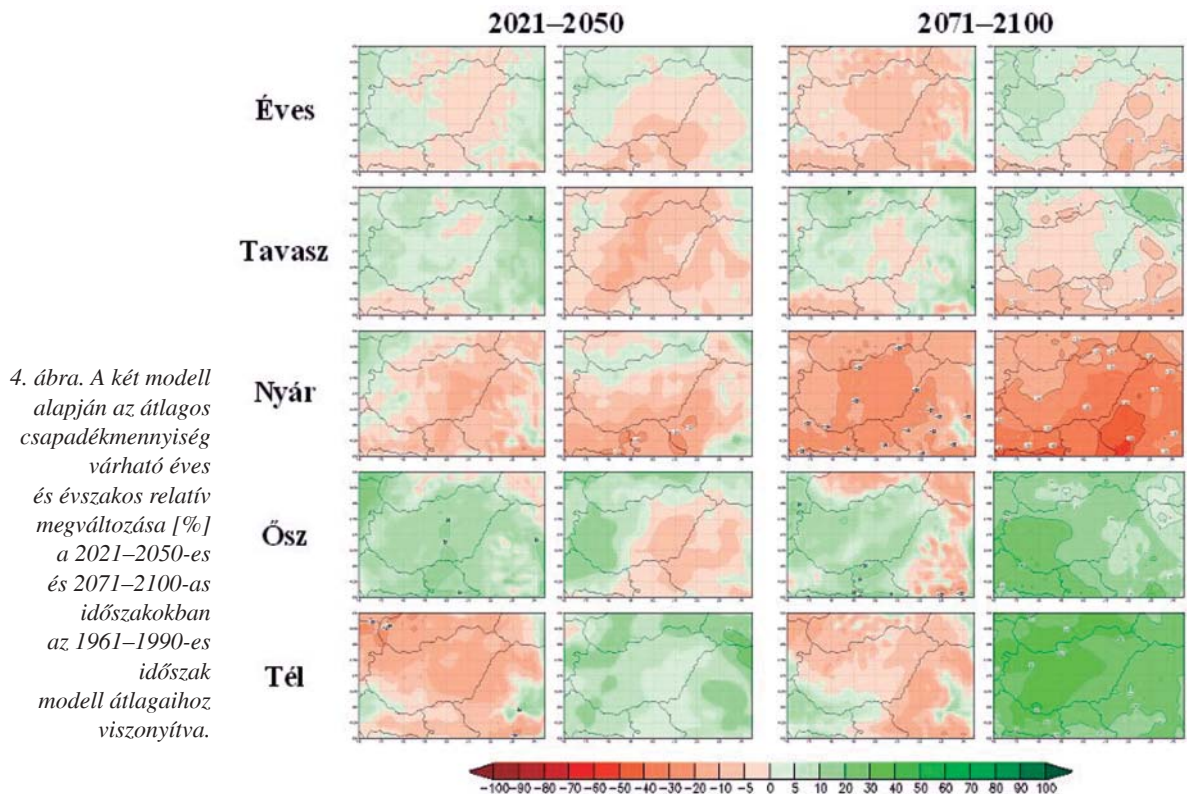 2021–2050
2071–2100
Éves
Tavasz
Nyár
Ősz
Tél
4. ábra. A két modell
alapján az átlagos
csapadékmennyiség
várható éves
és évszakos relatív
megváltozása [%]
a 2021–2050-es
és 2071–2100-as
időszakokban
az 1961–1990-es
időszak
modell átlagaihoz
viszonyítva.
-100 -90 -80 -70 -60 -50 -40 -30 -20 -10 -5 0 5 10 20 30 40 50 60 70 80 90 100